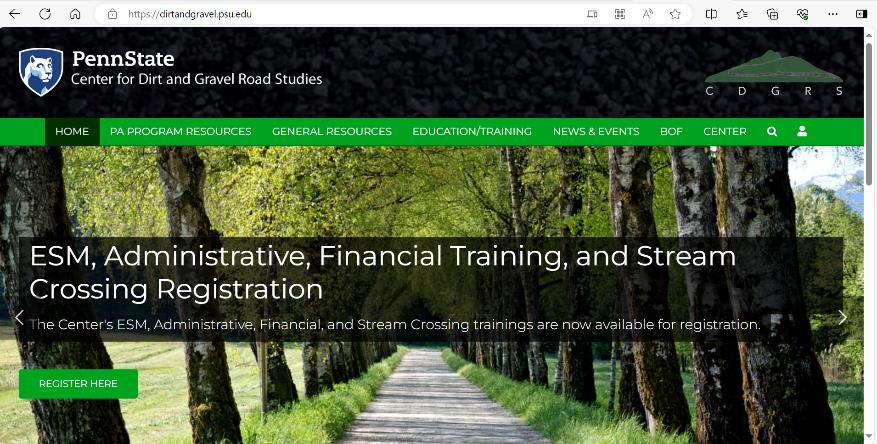 https://dirtandgravel.psu.edu
PennState
Center for Dirt and Gravel Road Studies
C D G R S
HOME PA PROGRAM RESOURCES GENERAL RESOURCES EDUCATION/TRAINING NEWS & EVENTS BOF CENTER
ESM, Administrative, Financial Training, and Stream
Crossing Registration
The Center's ESM, Administrative, Financial, and Stream Crossing trainings are now available for registration.
REGISTER HERE